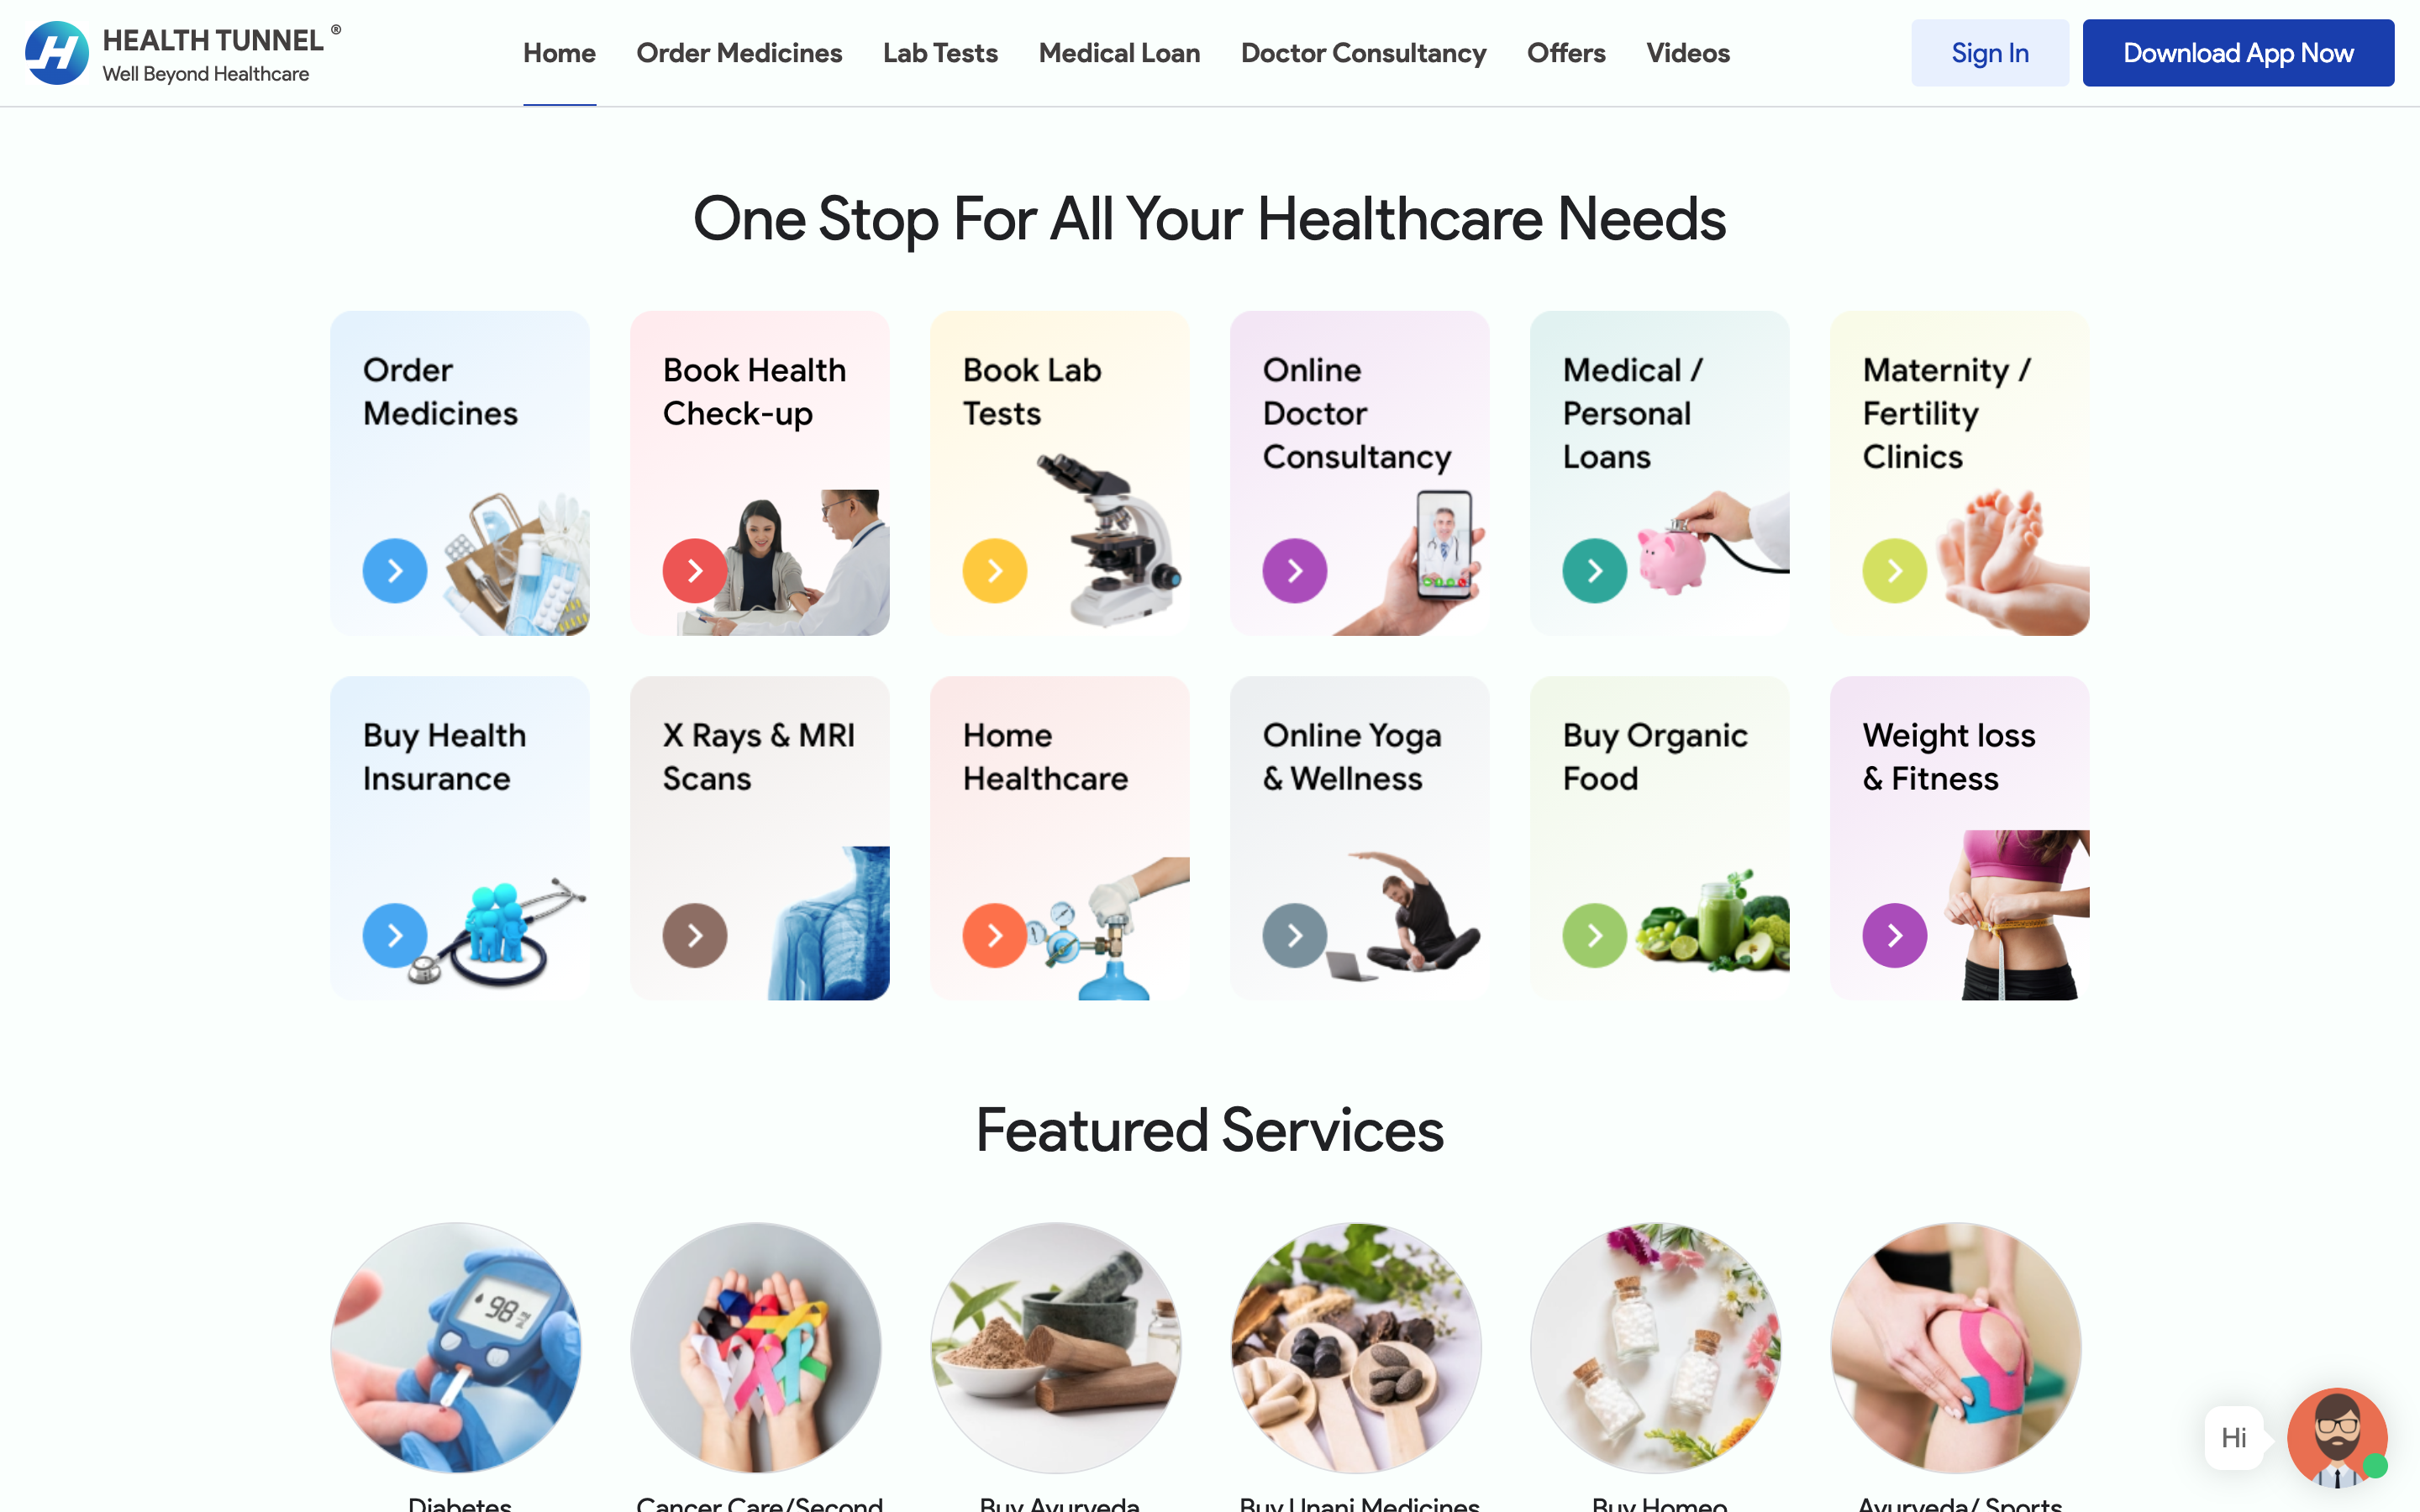 HEALTH TUNNEL ®
Well Beyond Healthcare
Home
Order Medicines
Lab Tests
Medical Loan
Doctor Consultancy
Offers
Videos
Sign In
Download App Now
One Stop For All Your Healthcare Needs
Order
Medicines
Book Health
Check-up
Book Lab
Tests
Online
Doctor
Consultancy
Medical /
Personal
Loans
Maternity /
Fertility
Clinics
Buy Health
Insurance
X Rays & MRI
Scans
Home
Healthcare
Online Yoga
& Wellness
Buy Organic
Food
Weight loss
& Fitness
Featured Services
98
Diabetes
Cancer Care/Second
Buy Ayurveda
Buy Unani Medicines
Buy Homeo
Ayurveda/ Sports
Hi